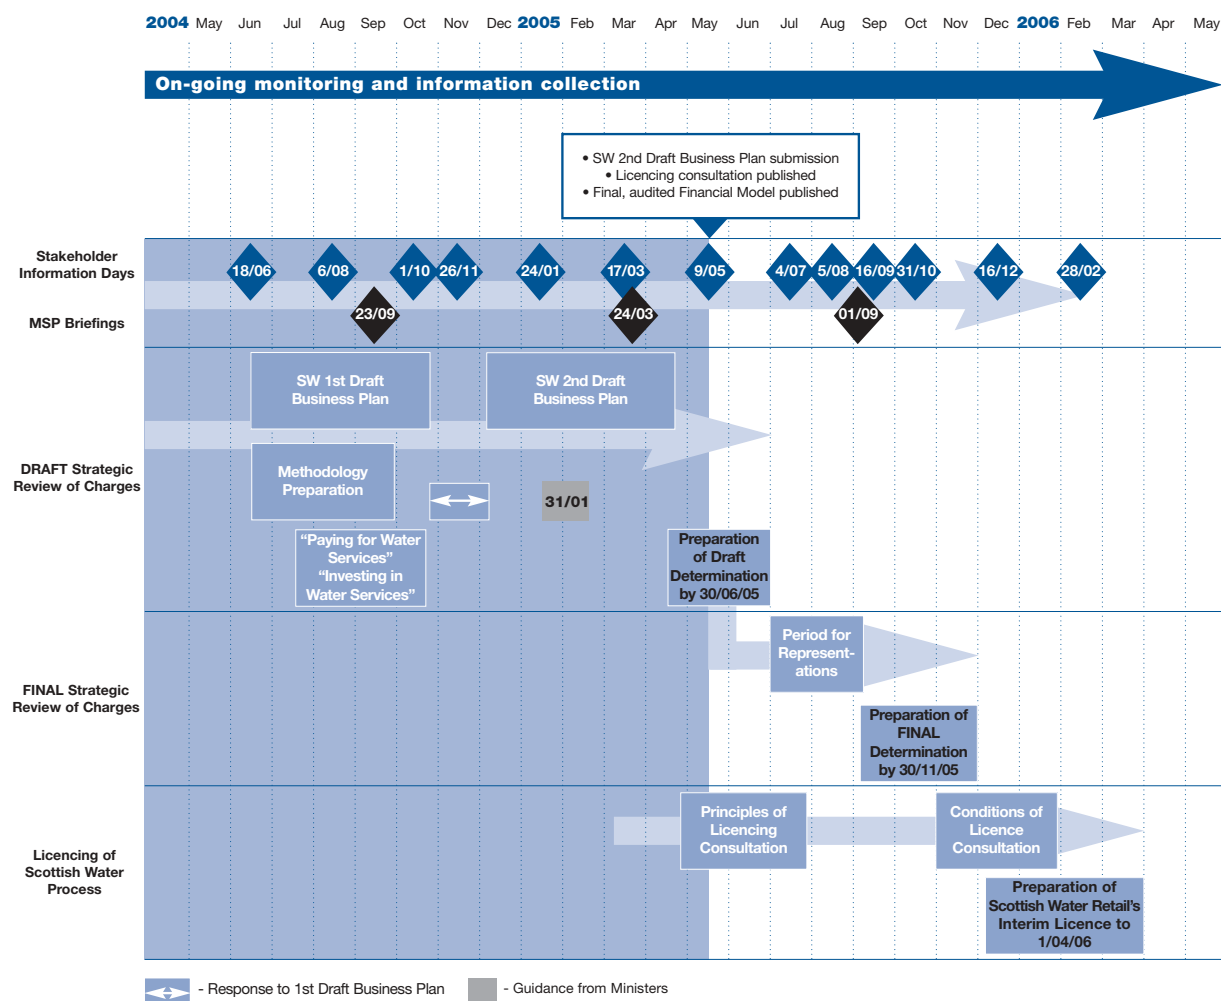 2004 May Jun Jul Aug Sep Oct Nov Dec 2005 Feb Mar Apr May Jun Jul Aug Sep Oct Nov Dec 2006 Feb Mar Apr May
On-going monitoring and information collection
• SW 2nd Draft Business Plan submission
• Licencing consultation published
• Final, audited Financial Model published
Stakeholder
Information Days
18/06 6/08 1/10 26/11 24/01 17/03 9/05 4/07 5/08 16/09 31/10 16/12 28/02
MSP Briefings
23/09 24/03 01/09
DRAFT Strategic
Review of Charges
SW 1st Draft
Business Plan
SW 2nd Draft
Business Plan
Methodology
Preparation
31/01
“Paying for Water
Services”
“Investing in
Water Services”
Preparation
of Draft
Determination
by 30/06/05
FINAL Strategic
Review of Charges
Period for
Represent-
ations
Preparation of
FINAL
Determination
by 30/11/05
Licencing of
Scottish Water
Process
Principles of
Licencing
Consultation
Conditions of
Licence
Consultation
Preparation of
Scottish Water Retail’s
Interim Licence to
1/04/06
- Response to 1st Draft Business Plan
- Guidance from Ministers